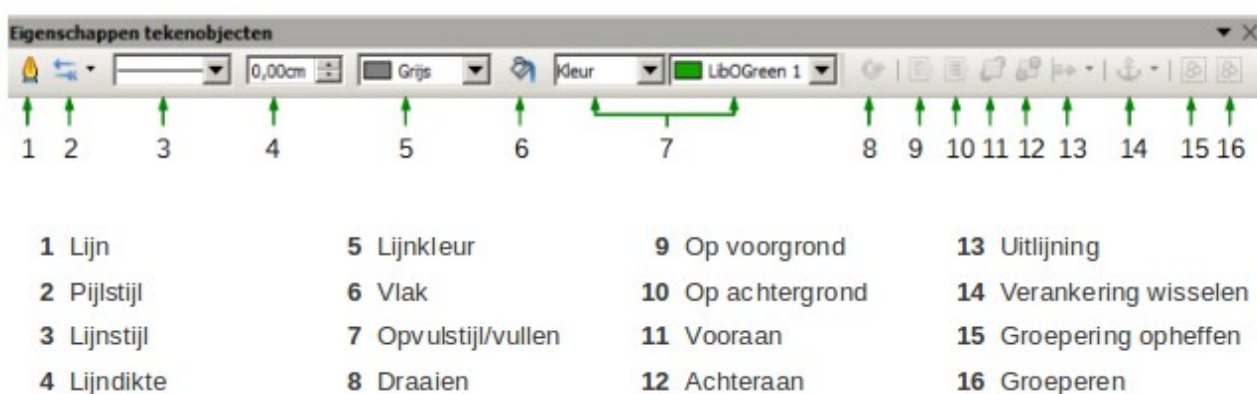 Eigenschappen tekenobjecten
0,00cm Grijs Kleur LibOGreen 1
1 2 3 4 5 6 7 8 9 10 11 12 13 14 15 16
1 Lijn 5 Lijnkleur 9 Op voorgrond 13 Uitlijning
2 Pijlstijl 6 Vlak 10 Op achtergrond 14 Verankering wisselen
3 Lijnstijl 7 Opvulstijl/vullen 11 Vooraan 15 Groepering opheffen
4 Lijndikte 8 Draaien 12 Achteraan 16 Groeperen